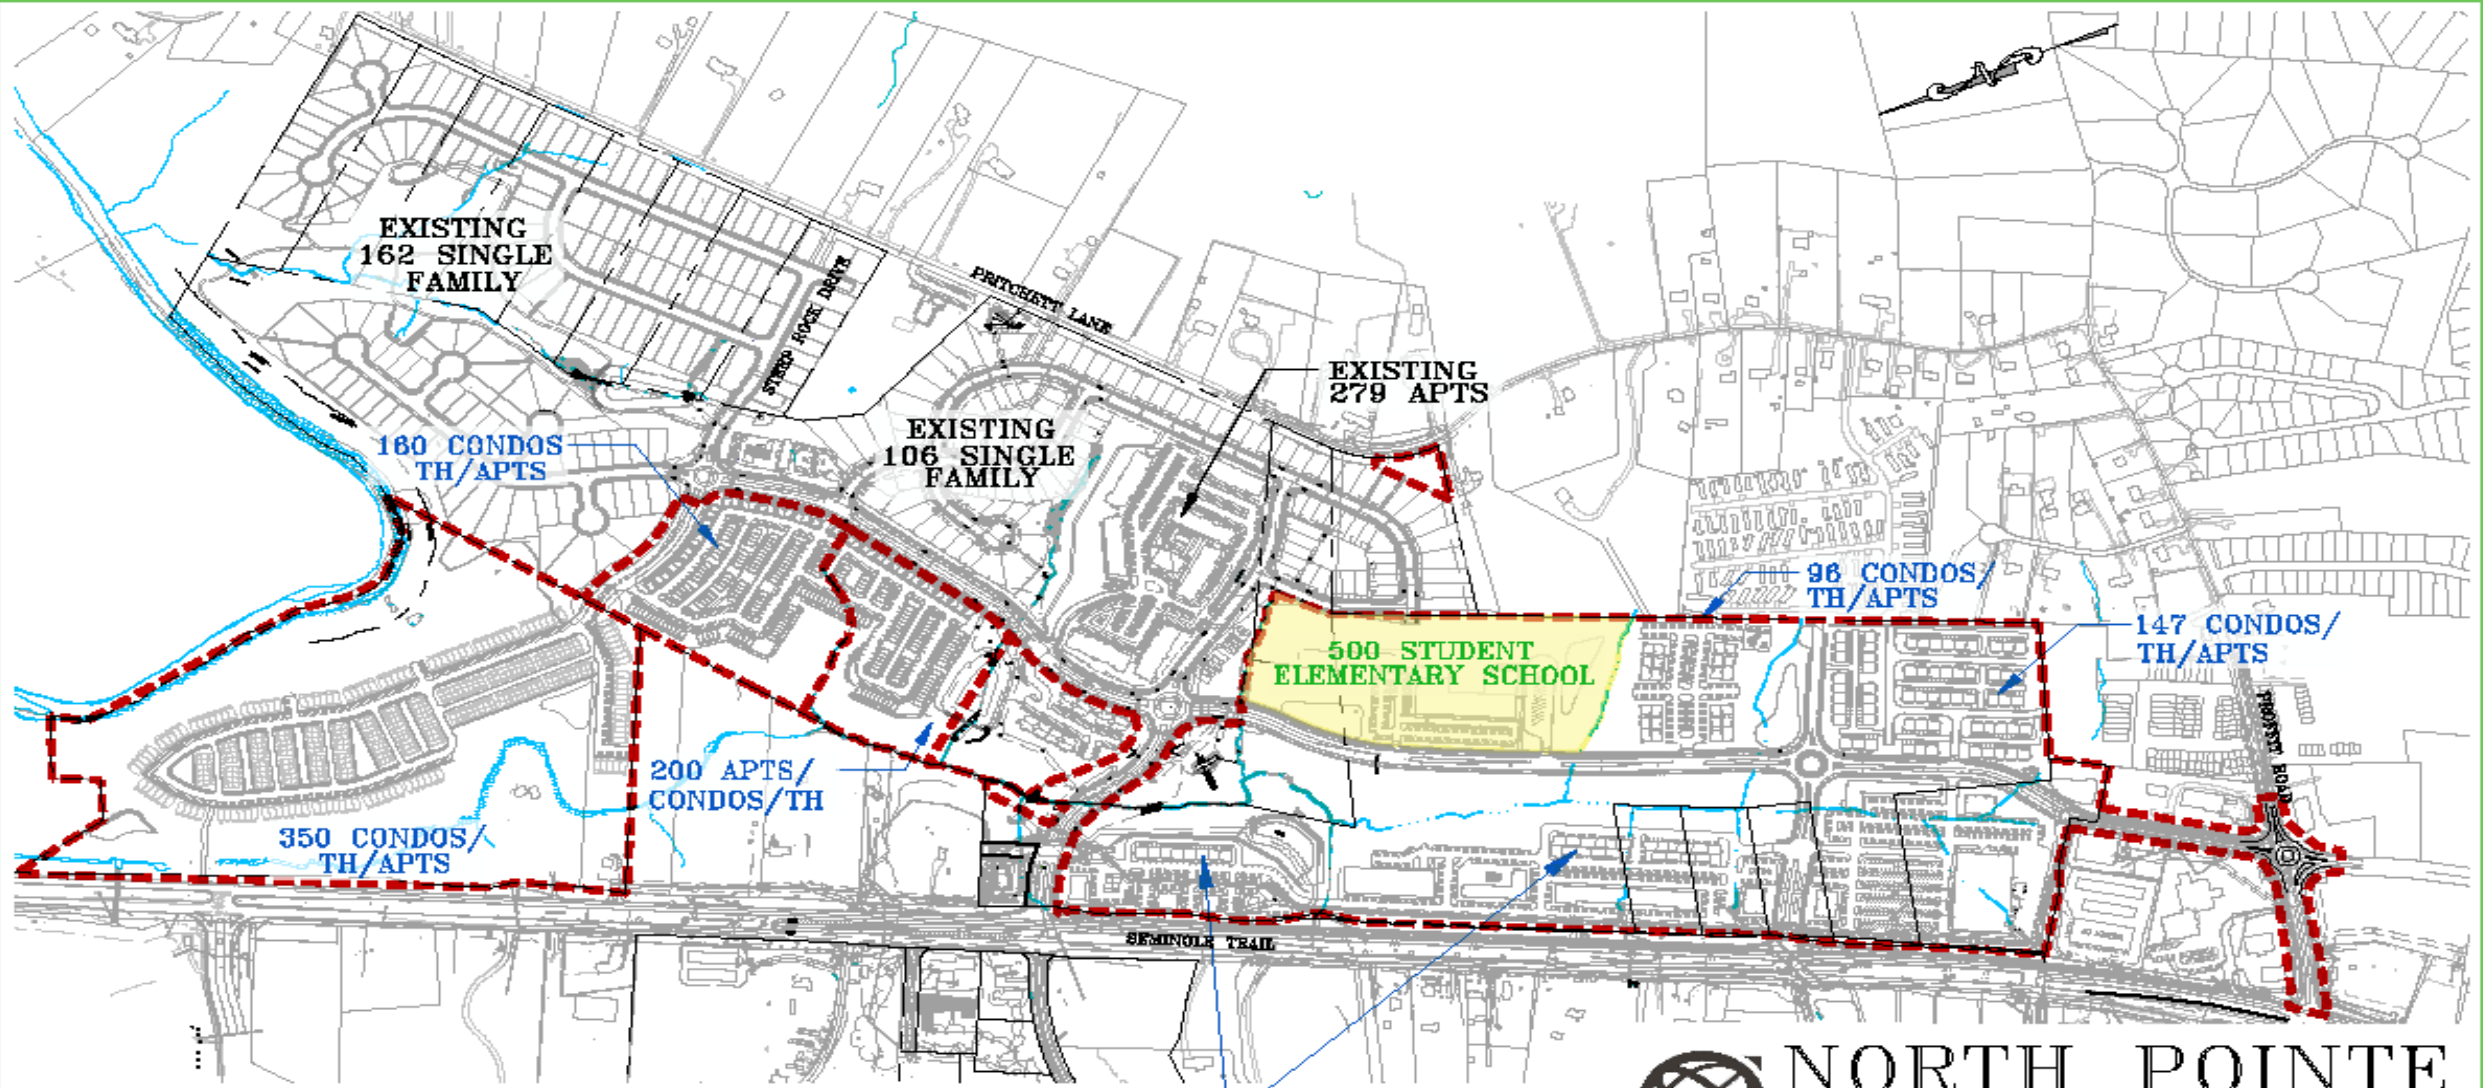 EXISTING
162 SINGLE
FAMILY
STEEP ROCK DRIVE
PRITCHETT LANE
EXISTING
279 APTS
160 CONDOS
TH/APTS
EXISTING
106 SINGLE
FAMILY
96 CONDOS/
TH/APTS
147 CONDOS/
TH/APTS
500 STUDENT
ELEMENTARY SCHOOL
PROFFIT ROAD
200 APTS/
CONDOS/TH
350 CONDOS/
TH/APTS
SEMINOLE TRAIL
NORTH POINTE